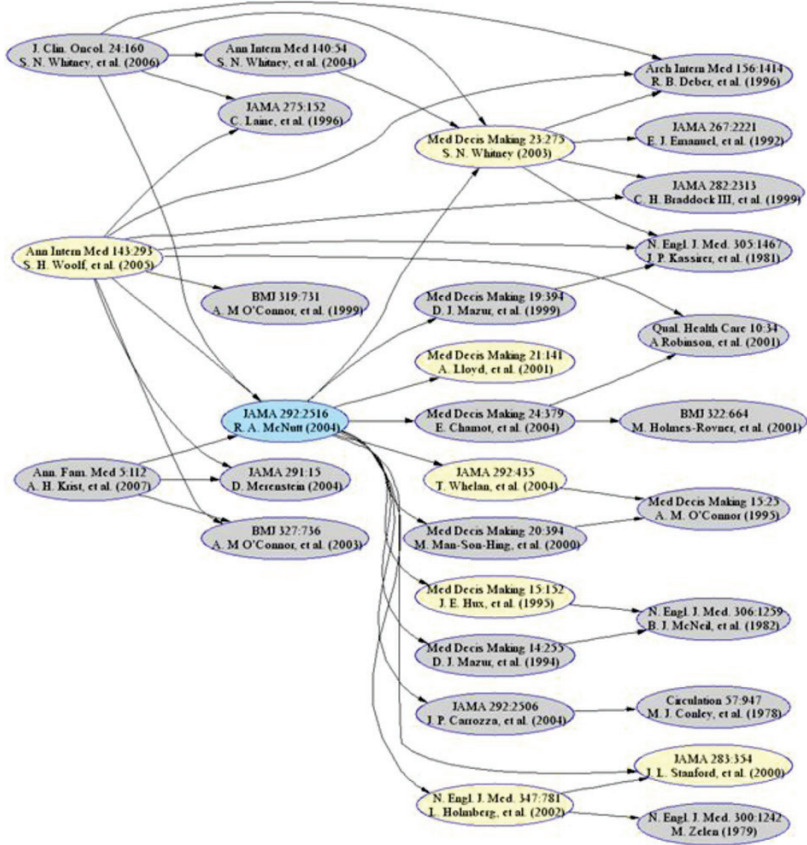 J. Clin. Oncol. 24:160
S. N. Whitney, et al. (2006)
Ann Intern Med 140:54
S. N. Whitney, et al. (2004)
JAMA 275:152
C. Laine, et al. (1996)
Arch Intern Med 156:1414
R. B. Deber, et al. (1996)
Med Decis Making 23:275
S. N. Whitney (2003)
JAMA 267:2221
E. J. Emanuel, et al. (1992)
JAMA 282:2313
C. H. Braddock III, et al. (1999)
Ann Intern Med 143:293
S. H. Woolf, et al. (2005)
N. Engl. J. Med. 305:1467
J. P. Kassirer, et al. (1981)
BMJ 319:731
A. M O'Connor, et al. (1999)
Med Decis Making 19:394
D. J. Mazur, et al. (1999)
Qual. Health Care 10:34
A Robinson, et al. (2001)
Med Decis Making 21:141
A. Lloyd, et al. (2001)
JAMA 292:2516
R. A. McNutt (2004)
Med Decis Making 24:379
E. Chamot, et al. (2004)
BMJ 322:664
M. Holmes-Rovner, et al. (2001)
Ann. Fam. Med 5:112
A. H. Krist, et al. (2007)
JAMA 291:15
D. Merenstein (2004)
JAMA 292:435
T. Whelan, et al. (2004)
Med Decis Making 15:25
A. M. O'Connor (1995)
BMJ 327:736
A. M O'Connor, et al. (2003)
Med Decis Making 20:394
M. Man-Son-Hing, et al. (2000)
Med Decis Making 15:152
J. E. Hux, et al. (1995)
N. Engl. J. Med. 306:1259
B. J. McNeil, et al. (1982)
Med Decis Making 14:255
D. J. Mazur, et al. (1994)
JAMA 292:2506
J. P. Carrozza, et al. (2004)
Circulation 57:947
M. J. Conley, et al. (1978)
JAMA 283:354
J. L. Stanford, et al. (2000)
N. Engl. J. Med. 347:781
L. Holmberg, et al. (2002)
N. Engl. J. Med. 300:1242
M. Zelen (1979)